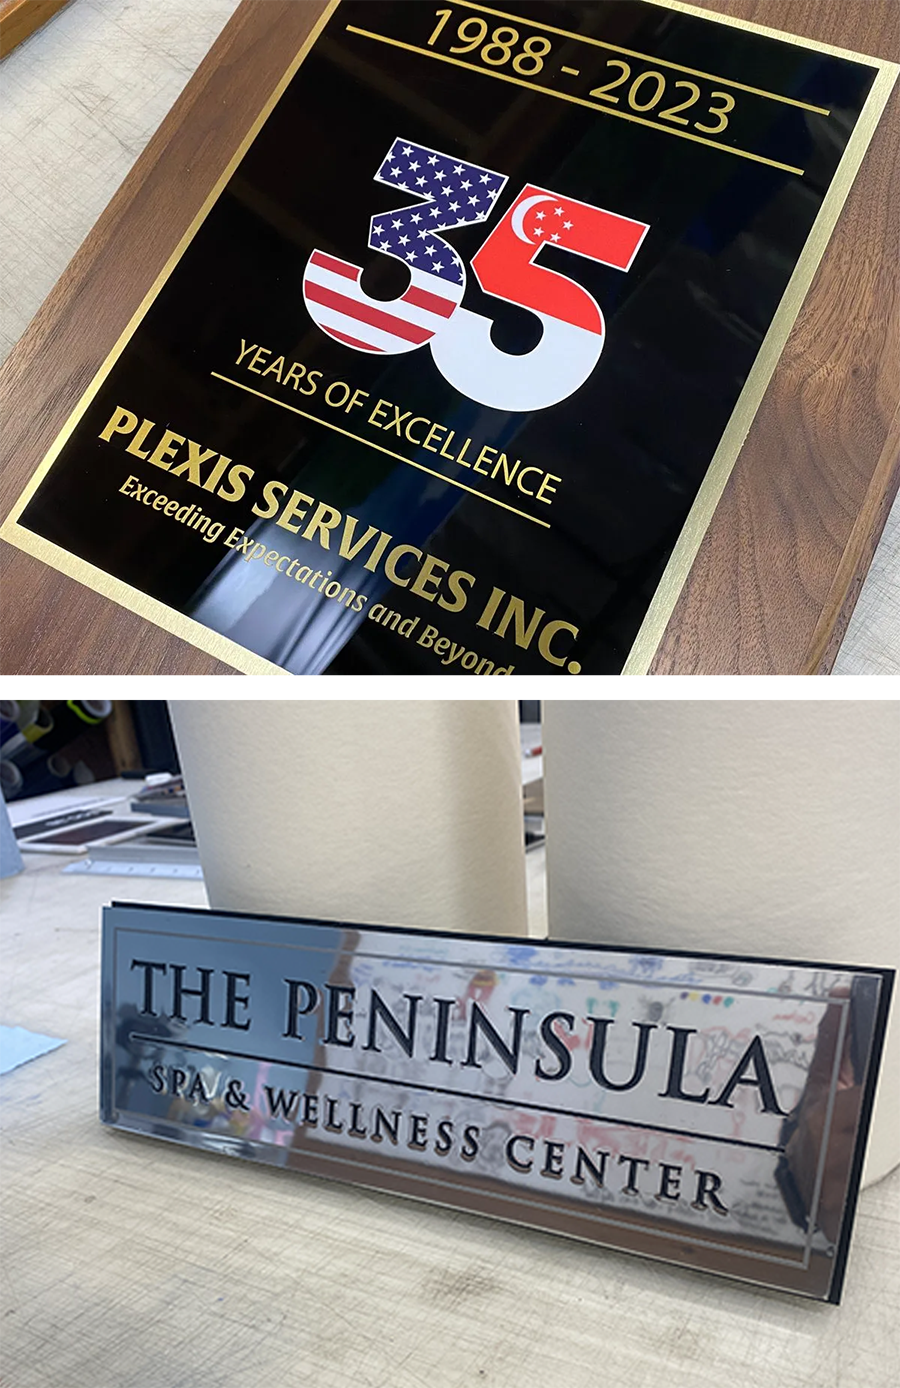 1988 - 2023
35
YEARS OF EXCELLENCE
PLEXIS SERVICES INC.
Exceeding Expectations and Beyond
THE PENINSULA
SPA & WELLNESS CENTER